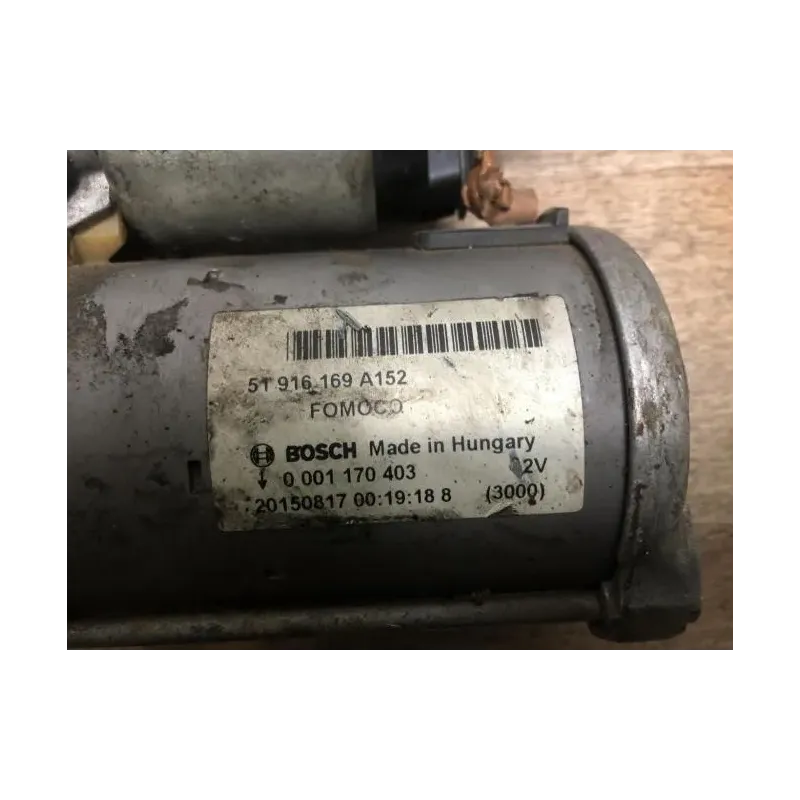 51 916 169 A152
FOMOCO
BOSCH Made in Hungary
0 001 170 403 2V
20150817 00:19:18 8 (3000)